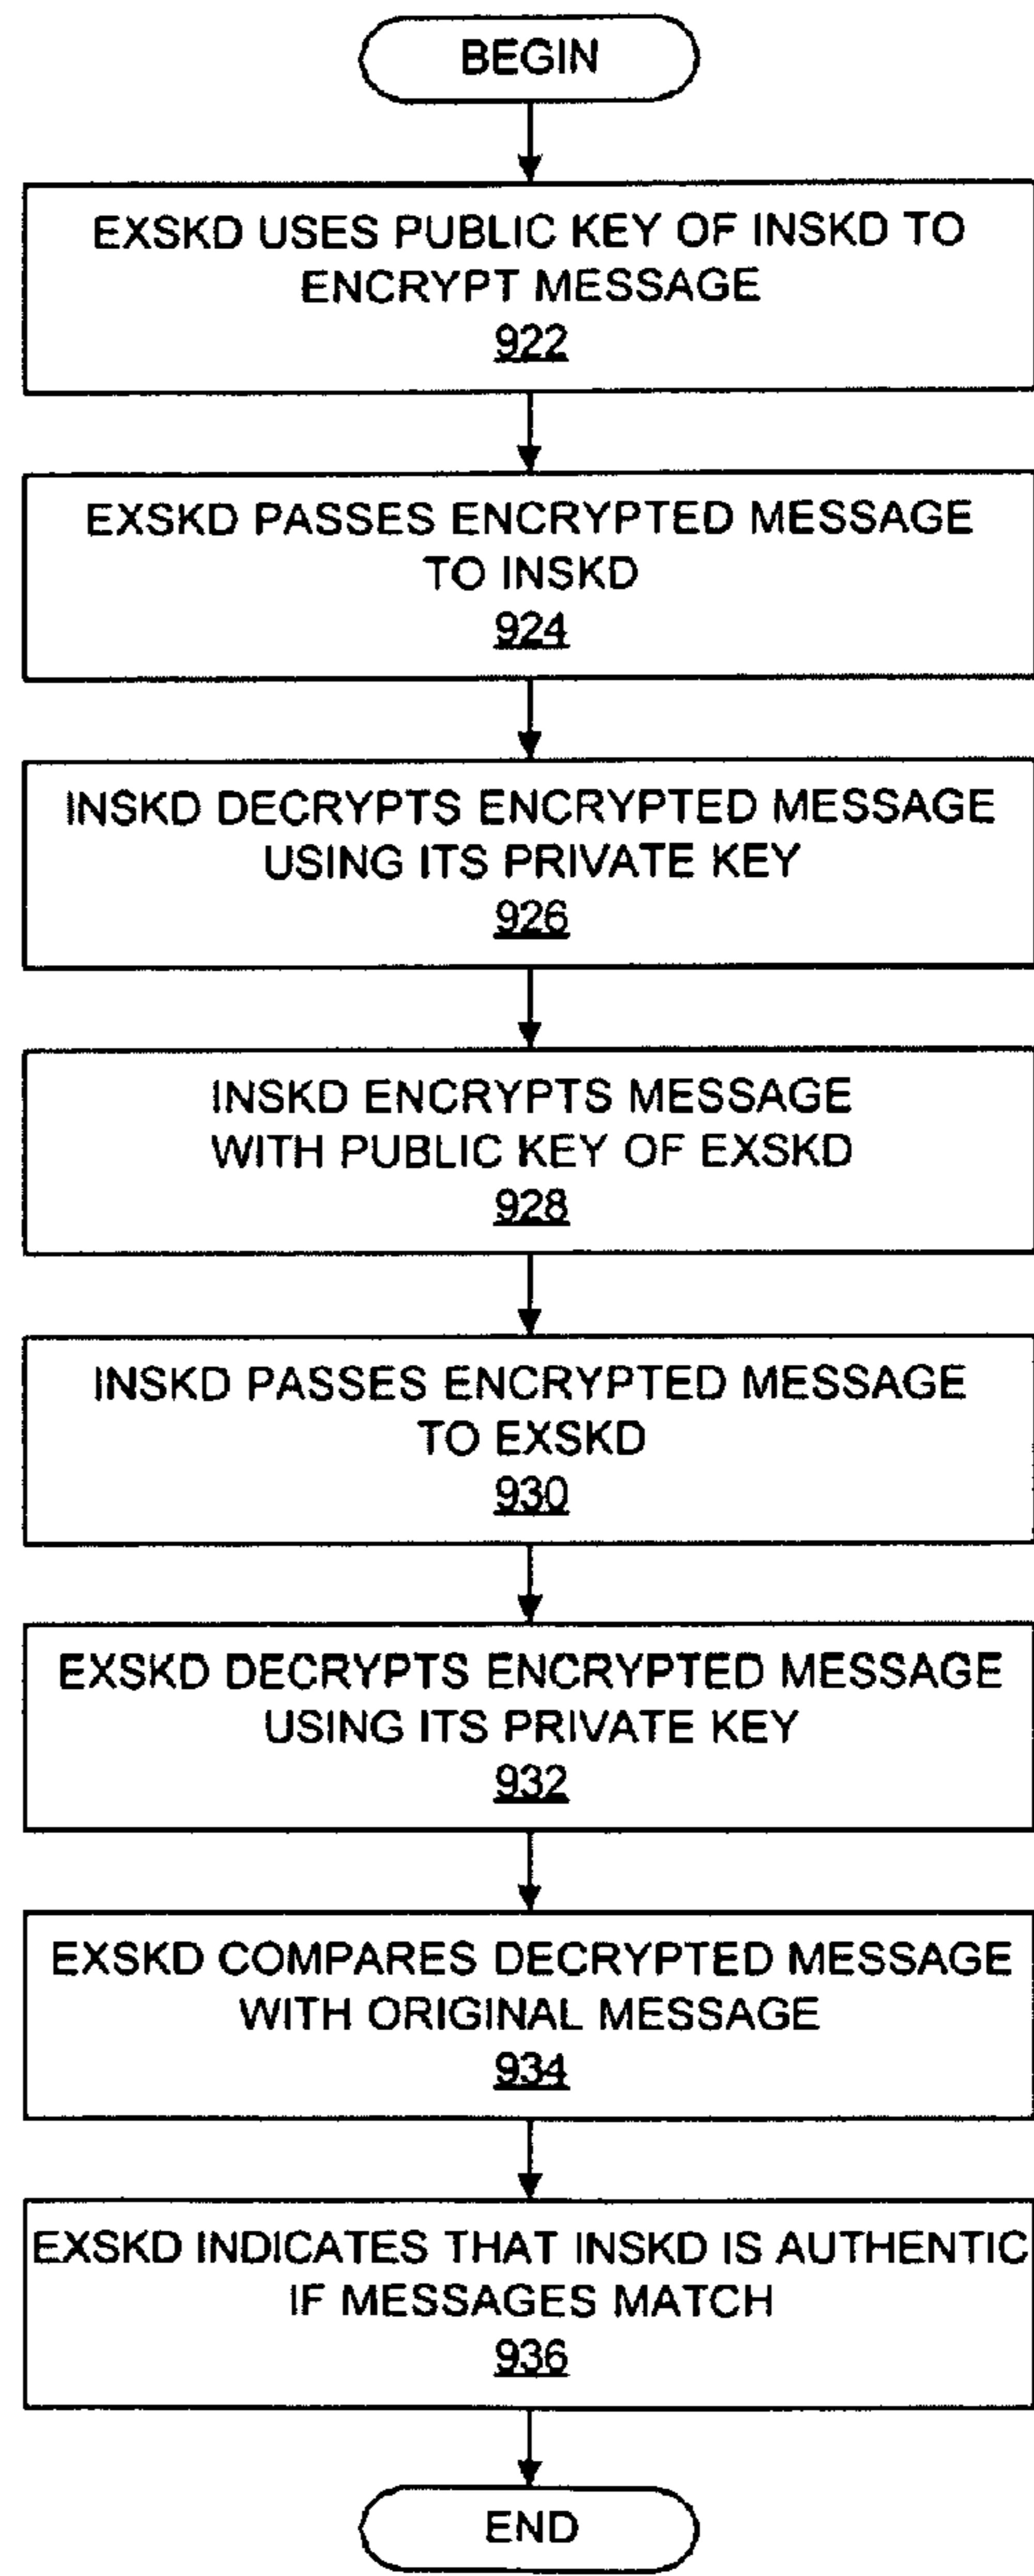 BEGIN
EXSKD USES PUBLIC KEY OF INSKD TO
ENCRYPT MESSAGE
922
EXSKD PASSES ENCRYPTED MESSAGE
TO INSKD
924
INSKD DECRYPTS ENCRYPTED MESSAGE
USING ITS PRIVATE KEY
926
INSKD ENCRYPTS MESSAGE
WITH PUBLIC KEY OF EXSKD
928
INSKD PASSES ENCRYPTED MESSAGE
TO EXSKD
930
EXSKD DECRYPTS ENCRYPTED MESSAGE
USING ITS PRIVATE KEY
932
EXSKD COMPARES DECRYPTED MESSAGE
WITH ORIGINAL MESSAGE
934
EXSKD INDICATES THAT INSKD IS AUTHENTIC
IF MESSAGES MATCH
936
END